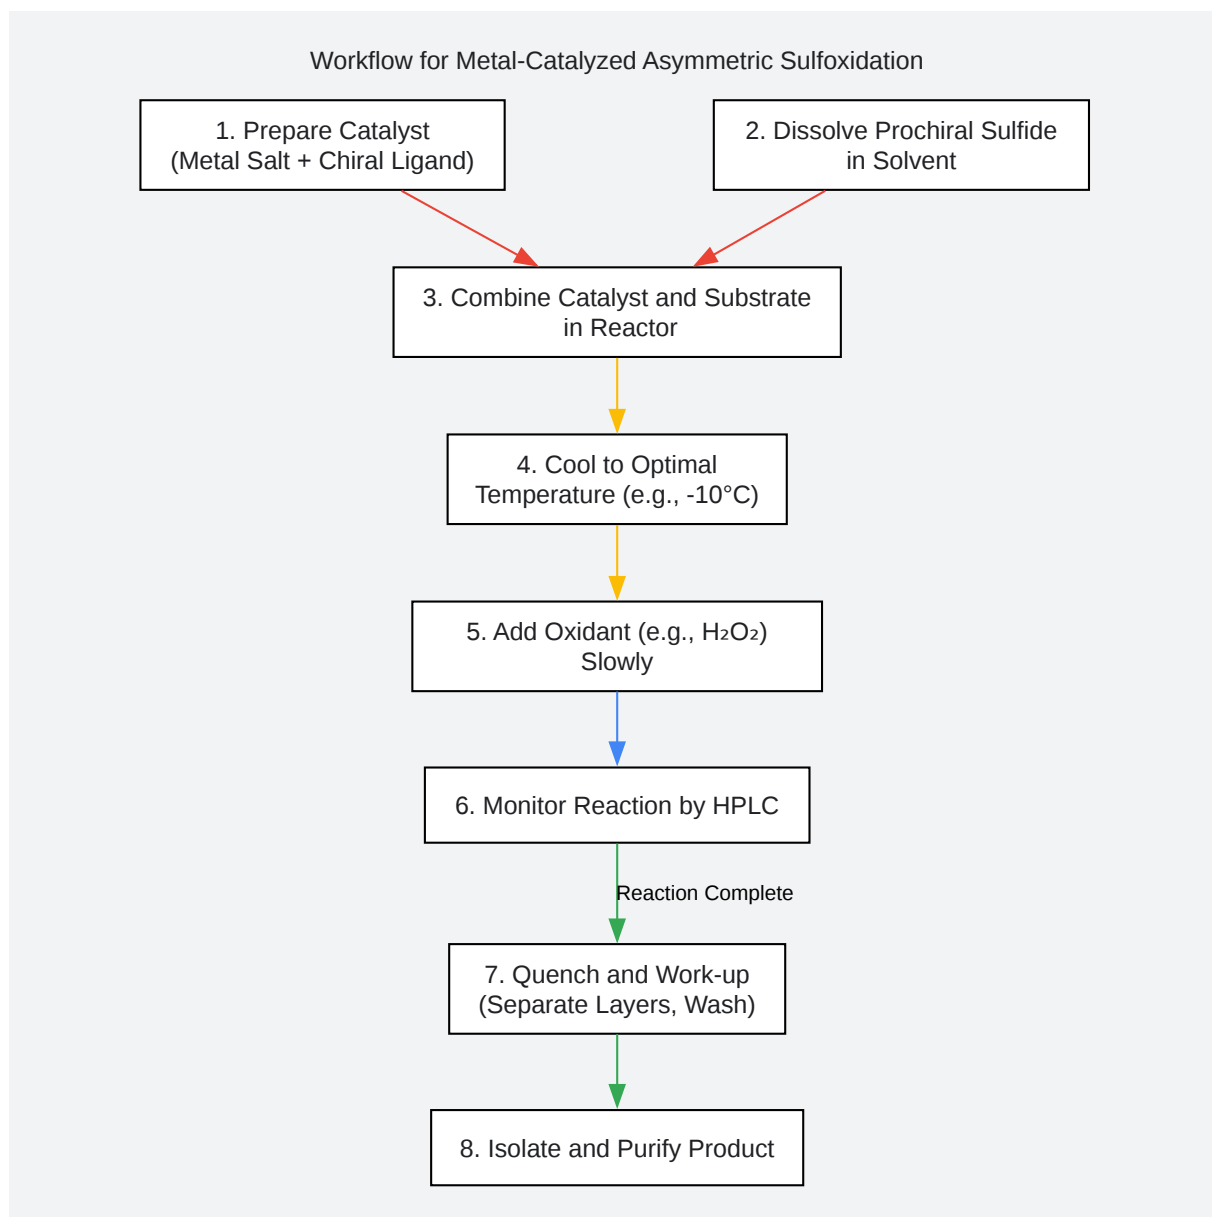 Workflow for Metal-Catalyzed Asymmetric Sulfoxidation
1. Prepare Catalyst
(Metal Salt + Chiral Ligand)
2. Dissolve Prochiral Sulfide
in Solvent
3. Combine Catalyst and Substrate
in Reactor
4. Cool to Optimal
Temperature (e.g., -10°C)
5. Add Oxidant (e.g., H₂O₂)
Slowly
6. Monitor Reaction by HPLC
Reaction Complete
7. Quench and Work-up
(Separate Layers, Wash)
8. Isolate and Purify Product